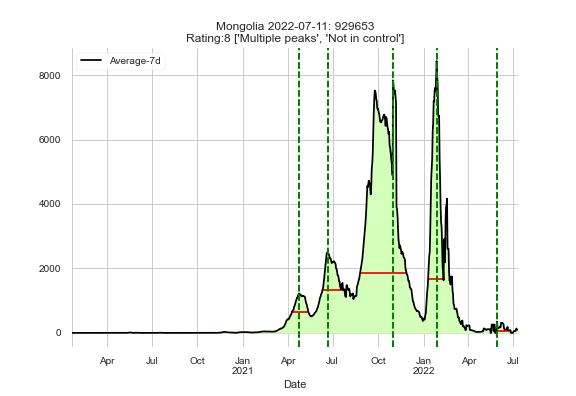 Mongolia 2022-07-11: 929653
Rating:8 ['Multiple peaks', 'Not in control']
Average-7d
8000
6000
4000
2000
0
Apr Jul Oct Jan Apr Jul Oct Jan Apr Jul
2021 2022
Date